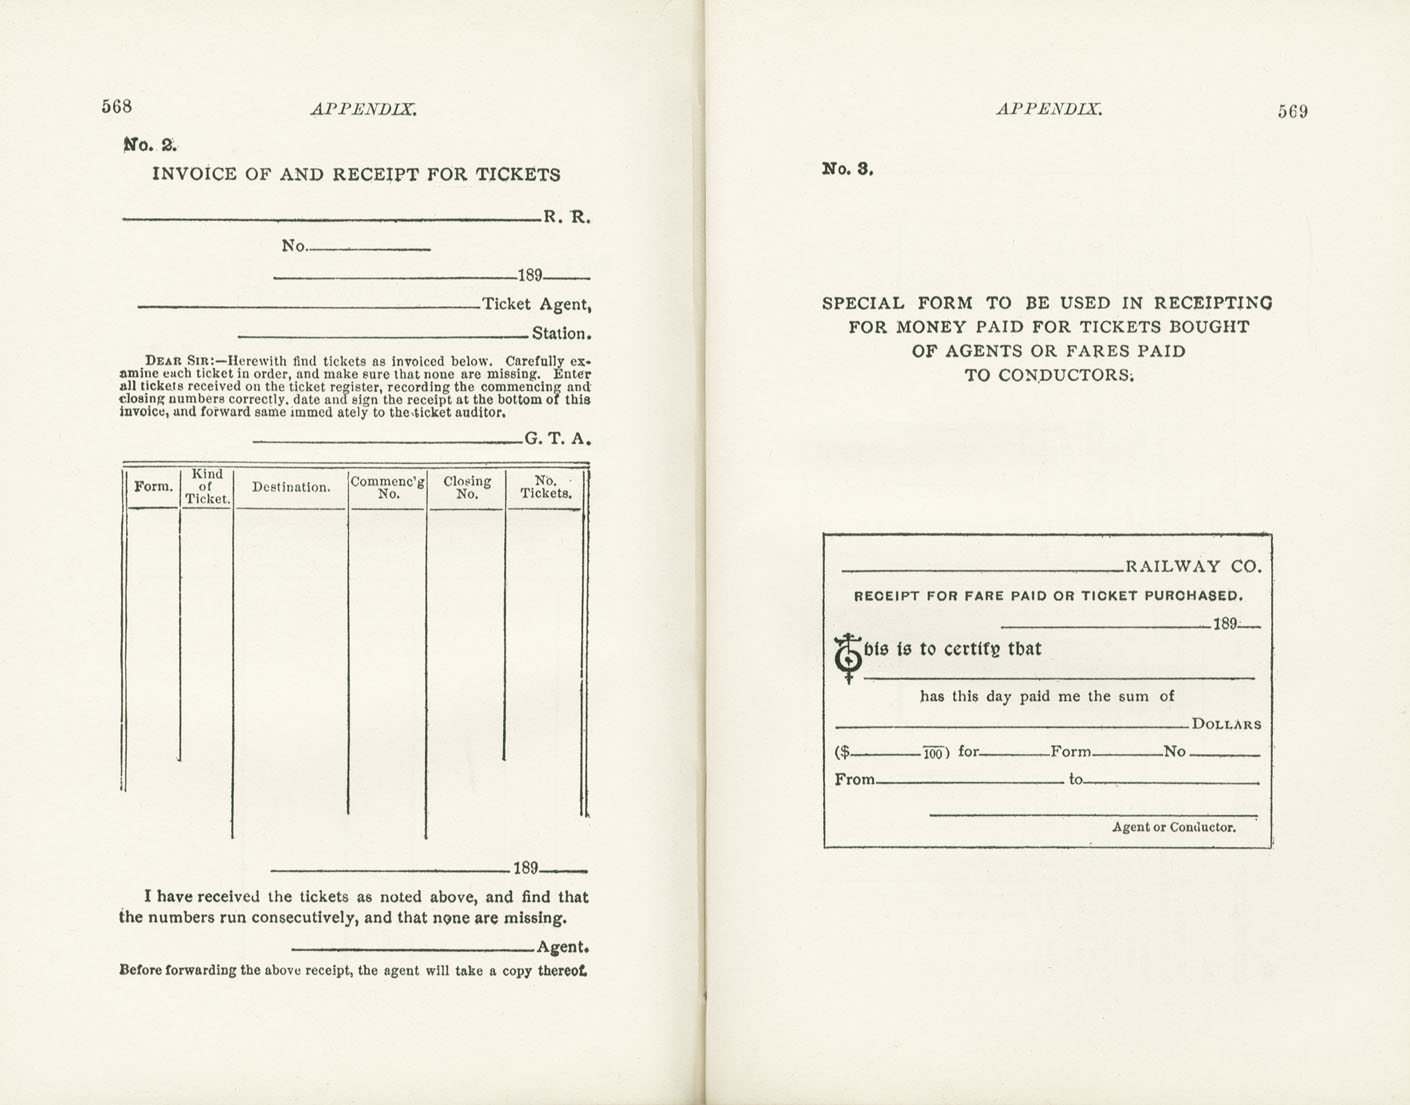 568
APPENDIX.
No. 2.
INVOICE OF AND RECEIPT FOR TICKETS
R. R.
No.
189
Ticket Agent,
Station.
DEAR SIR:—Herewith find tickets as invoiced below. Carefully ex-
amine each ticket in order, and make sure that none are missing. Enter
all tickets received on the ticket register, recording the commencing and
closing numbers correctly, date and sign the receipt at the bottom of this
invoice, and forward same immed ately to the ticket auditor.
G. T. A.
Form.
Kind
of
Ticket.
Destination.
Commenc'g
No.
Closing
No.
No.
Tickets.
189
I have received the tickets as noted above, and find that
the numbers run consecutively, and that none are missing.
Agent.
Before forwarding the above receipt, the agent will take a copy thereof.
APPENDIX.
569
No. 3.
SPECIAL FORM TO BE USED IN RECEIPTING
FOR MONEY PAID FOR TICKETS BOUGHT
OF AGENTS OR FARES PAID
TO CONDUCTORS.
RAILWAY CO.
RECEIPT FOR FARE PAID OR TICKET PURCHASED.
189
This is to certify that
has this day paid me the sum of
DOLLARS
($ 100) for Form No
From to
Agent or Conductor.